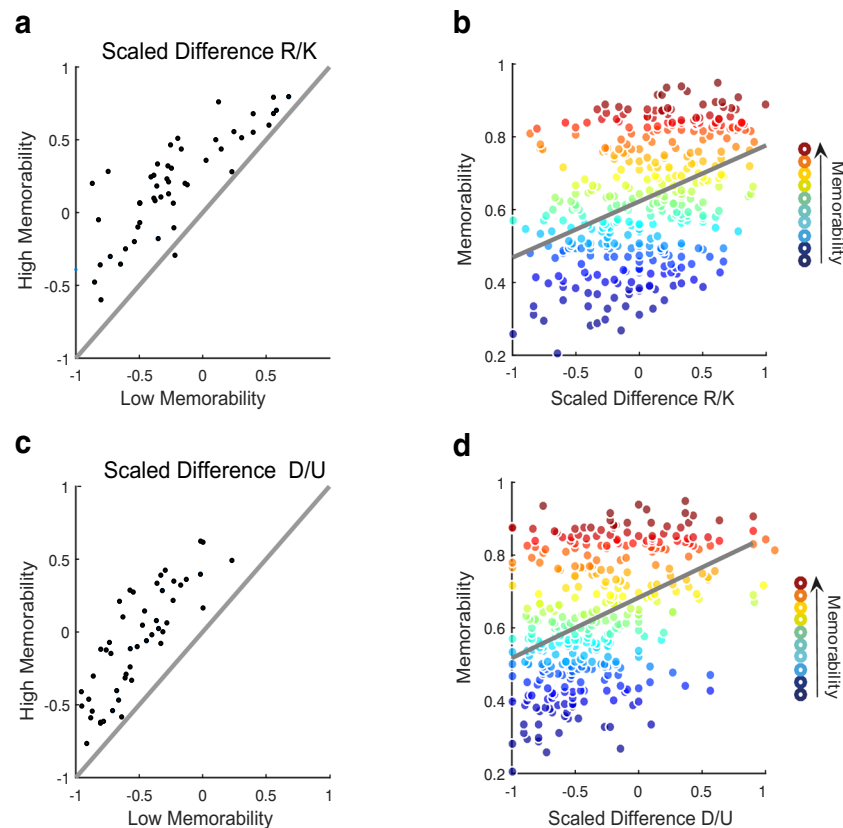 a
Scaled Difference R/K
1
0.5
0
-0.5
-1
-1
-0.5
0
0.5
High Memorability
Low Memorability
b
1
0.8
0.6
0.4
0.2
-1
-0.5
0
0.5
1
Memorability
Scaled Difference R/K
Memorability
c
Scaled Difference D/U
1
0.5
0
-0.5
-1
-1
-0.5
0
0.5
1
High Memorability
Low Memorability
d
1
0.8
0.6
0.4
0.2
-1
-0.5
0
0.5
1
Memorability
Scaled Difference D/U
Memorability